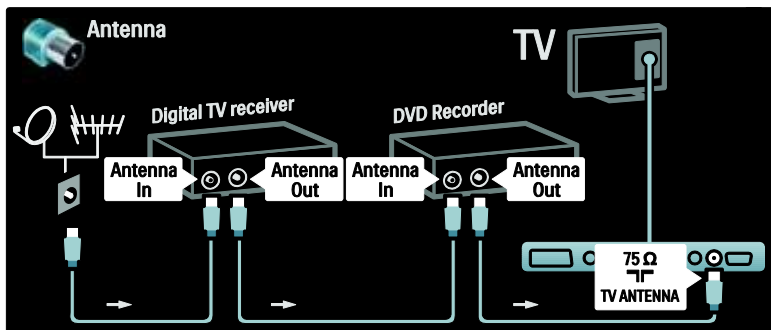 Antenna
TV
Digital TV receiver
DVD Recorder
Antenna
In
Antenna
Out
Antenna
In
Antenna
Out
75 Ω
TV ANTENNA